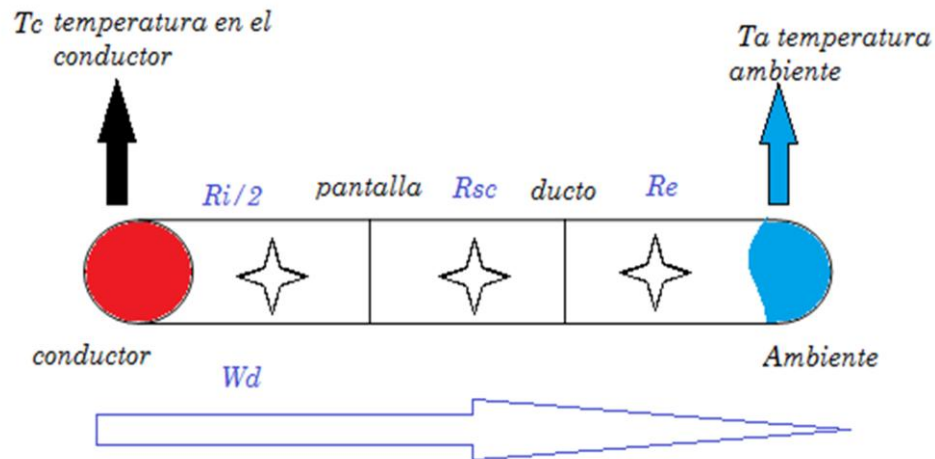 Tc temperatura en el
conductor
Ta temperatura
ambiente
Ri/2 pantalla Rsc ducto Re
conductor
Ambiente
Wd